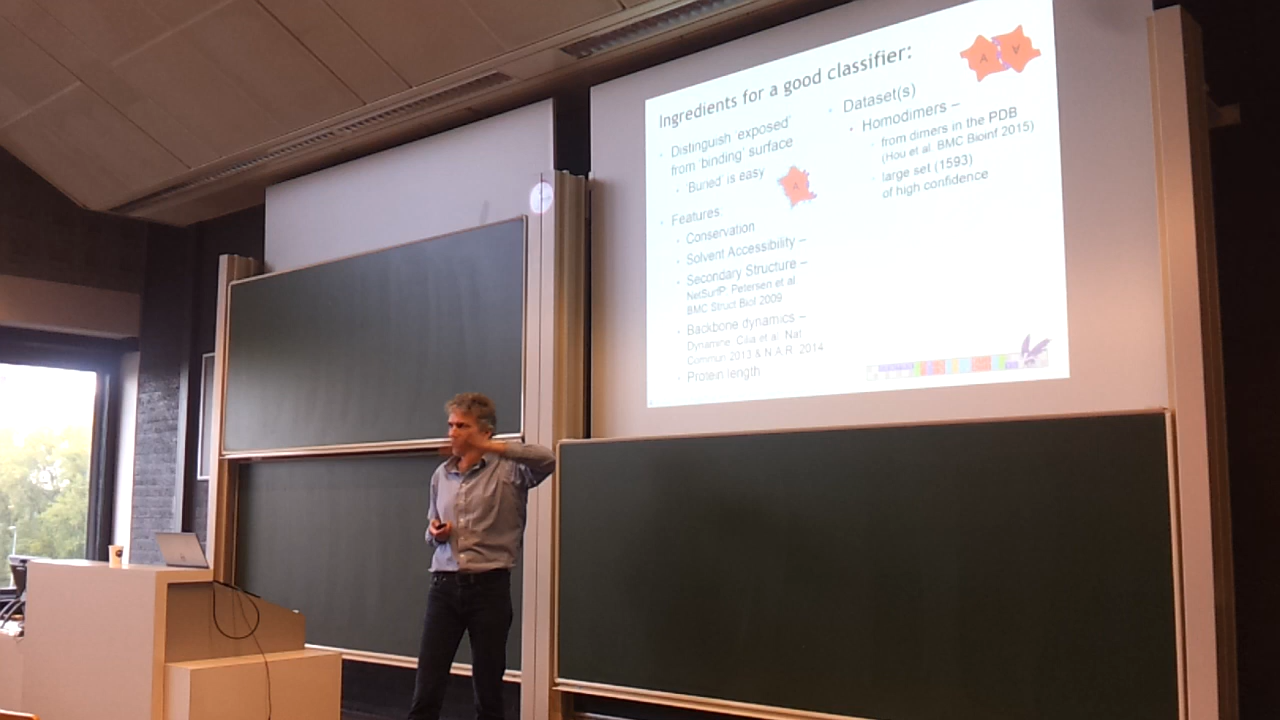 Ingredients for a good classifier:
Distinguish 'exposed'
from 'binding' surface
'Buried' is easy
A
Features:
Conservation
Solvent Accessibility –
Secondary Structure –
NetSurfP: Petersen et al
BMC Struct Biol 2009
Backbone dynamics –
Dynamine: Cilia et al. Nat.
Commun 2013 & N.A.R. 2014
Protein length
Dataset(s)
Homodimers –
from dimers in the PDB
(Hou et al. BMC Bioinf 2015)
large set (1593)
of high confidence
A
A